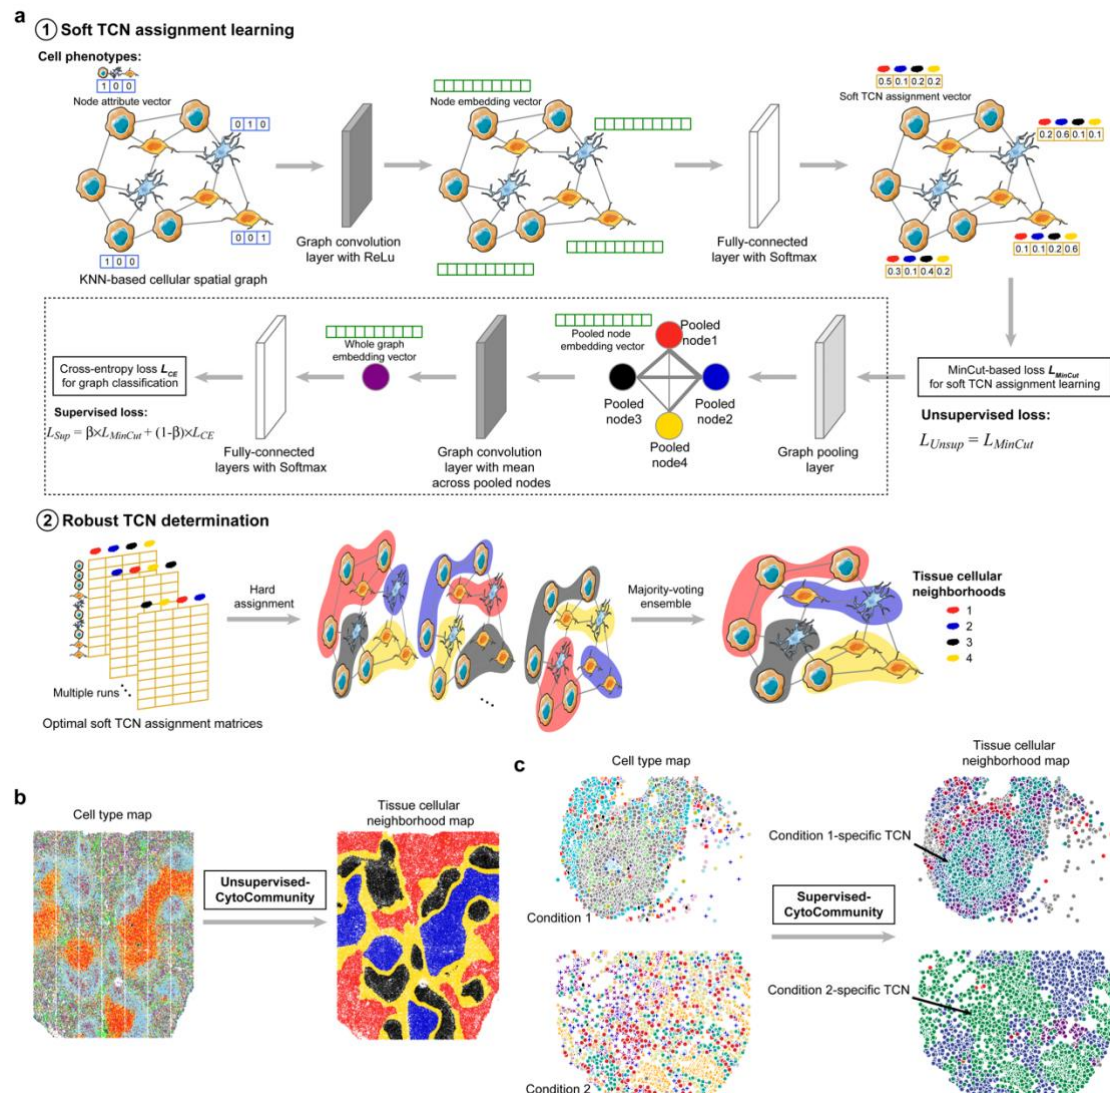 a
1 Soft TCN assignment learning
Cell phenotypes:
1 0 0
Node attribute vector
0 1 0
0 0 1
1 0 0
KNN-based cellular spatial graph
Graph convolution
layer with ReLu
Node embedding vector
Fully-connected
layer with Softmax
0.5 0.1 0.2 0.2
Soft TCN assignment vector
0.2 0.6 0.1 0.1
0.1 0.1 0.2 0.6
0.3 0.1 0.4 0.2
Cross-entropy loss L_CE
for graph classification
Supervised loss:
L_Sup = β×L_MinCut + (1-β)×L_CE
Fully-connected
layers with Softmax
Whole graph
embedding vector
Graph convolution
layer with mean
across pooled nodes
Pooled node
embedding vector
Pooled
node1
Pooled
node2
Pooled
node3
Pooled
node4
Graph pooling
layer
MinCut-based loss L_MinCut
for soft TCN assignment learning
Unsupervised loss:
L_Unsup = L_MinCut
2 Robust TCN determination
Multiple runs
Optimal soft TCN assignment matrices
Hard
assignment
Majority-voting
ensemble
Tissue cellular
neighborhoods
1
2
3
4
b
Cell type map
Unsupervised-
CytoCommunity
Tissue cellular
neighborhood map
c
Cell type map
Tissue cellular
neighborhood map
Condition 1-specific TCN
Condition 1
Supervised-
CytoCommunity
Condition 2-specific TCN
Condition 2